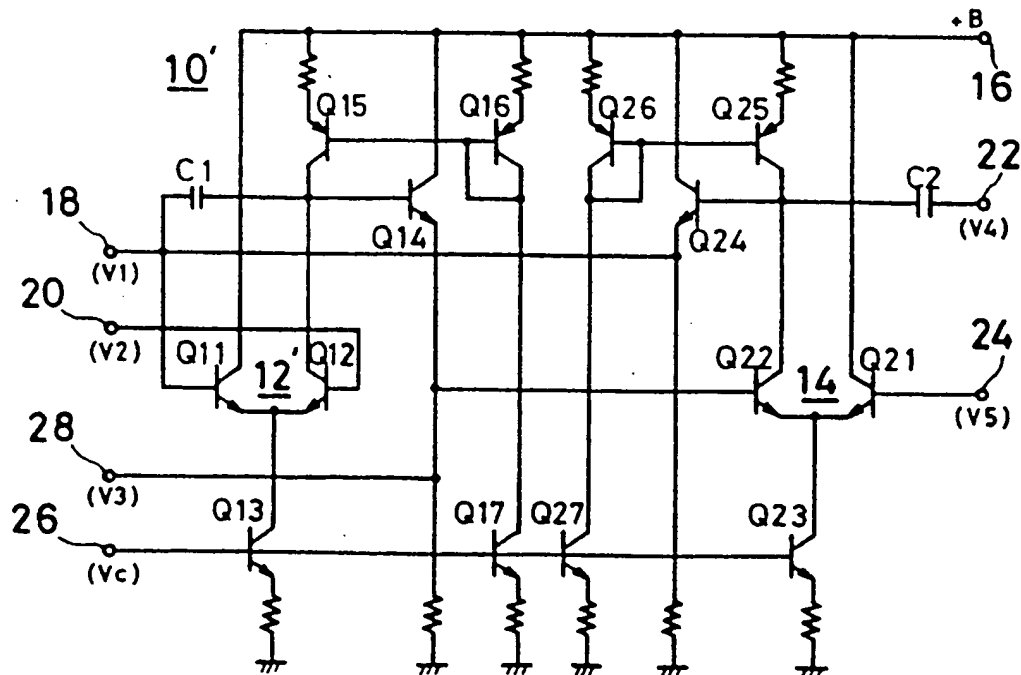 +B
10'
16
Q15
Q16
Q26
Q25
C1
C2
22
(V4)
18
(V1)
Q14
Q24
20
(V2)
Q11
12'
Q12
Q22
14
Q21
24
(V5)
28
(V3)
26
(Vc)
Q13
Q17
Q27
Q23